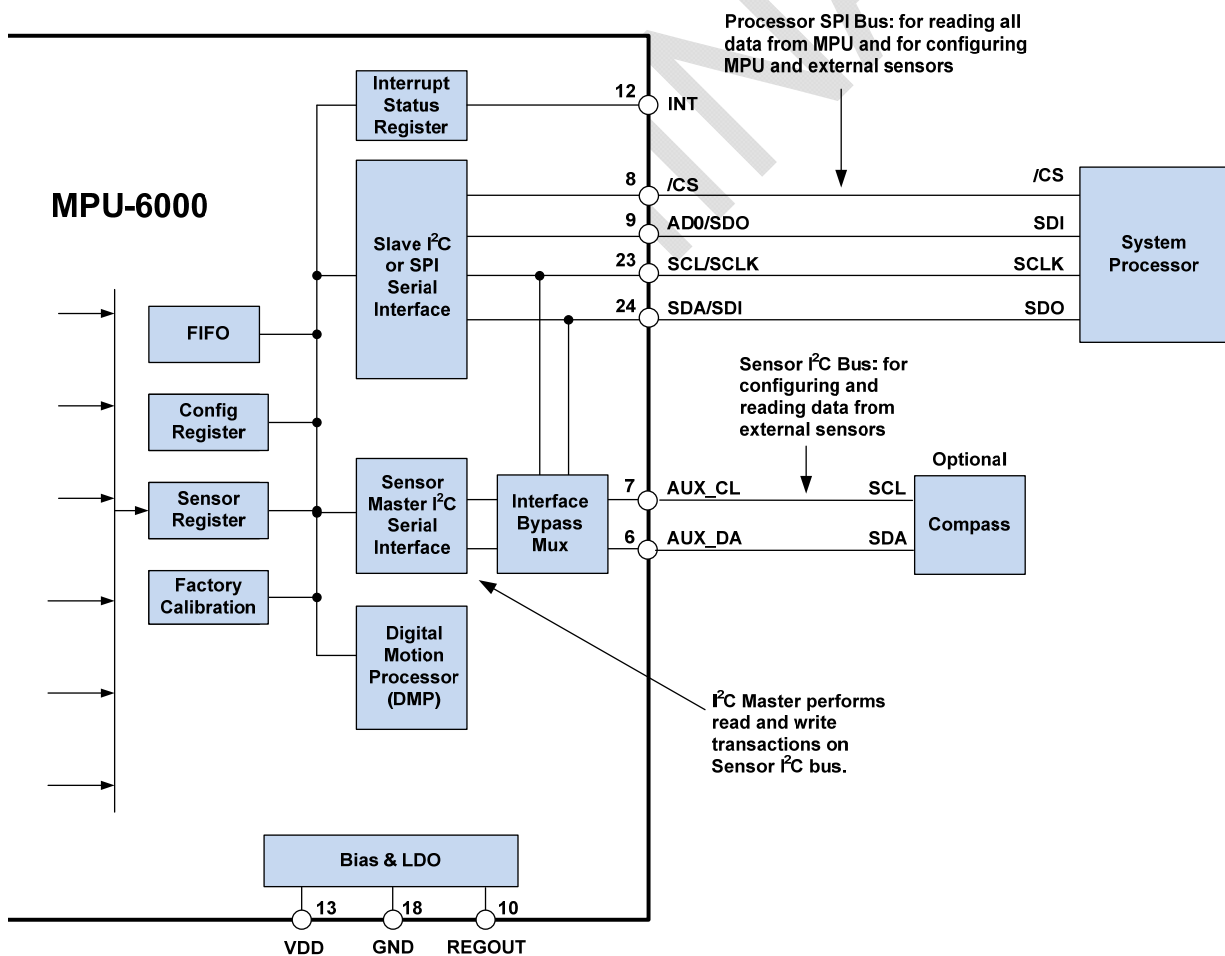 Processor SPI Bus: for reading all
data from MPU and for configuring
MPU and external sensors
Interrupt
Status
Register
12
INT
MPU-6000
8
/CS
/CS
9
AD0/SDO
SDI
Slave I²C
or SPI
Serial
Interface
System
Processor
23
SCL/SCLK
SCLK
24
SDA/SDI
SDO
FIFO
Sensor I²C Bus: for
configuring and
reading data from
external sensors
Config
Register
Optional
Sensor
Register
Sensor
Master I²C
Serial
Interface
Interface
Bypass
Mux
7
AUX_CL
SCL
Compass
6
AUX_DA
SDA
Factory
Calibration
Digital
Motion
Processor
(DMP)
I²C Master performs
read and write
transactions on
Sensor I²C bus.
Bias & LDO
13
18
10
VDD
GND
REGOUT